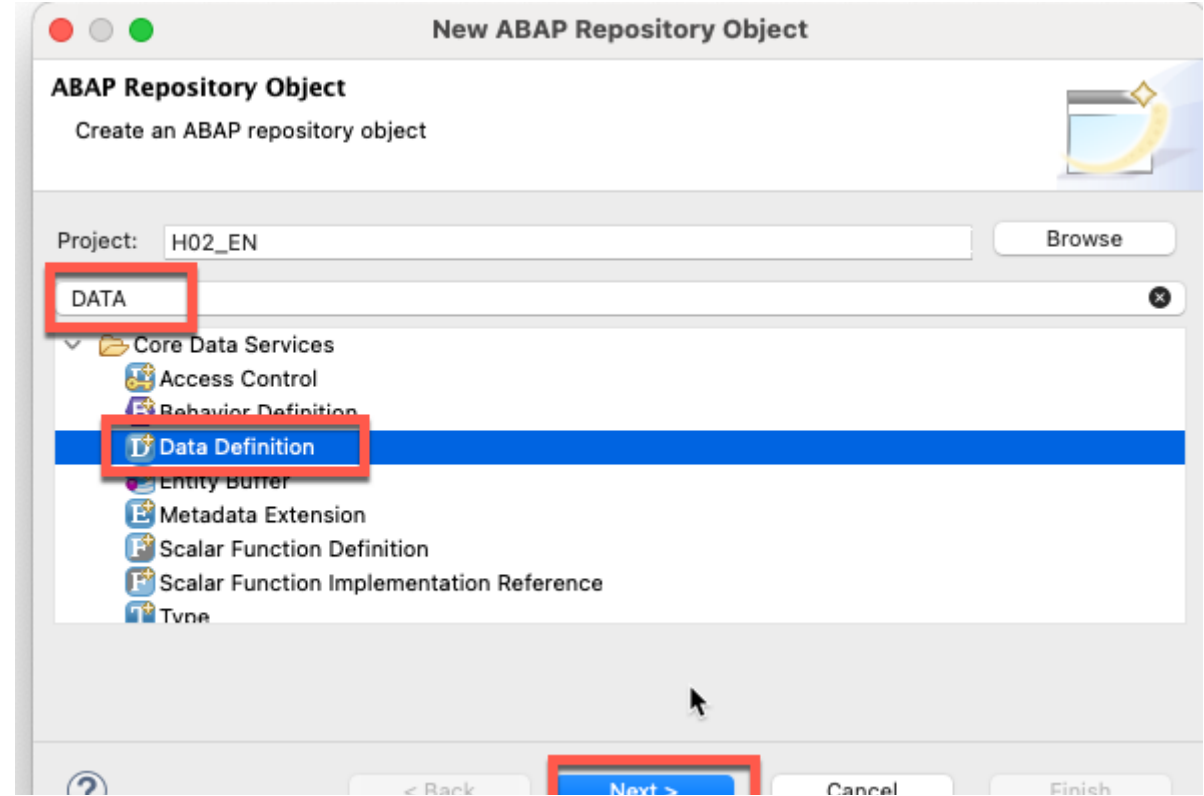 New ABAP Repository Object
ABAP Repository Object
Create an ABAP repository object
Project: H02_EN Browse
DATA
Core Data Services
Access Control
Behavior Definition
Data Definition
Entity Buffer
Metadata Extension
Scalar Function Definition
Scalar Function Implementation Reference
Type
? < Back Next > Cancel Finish